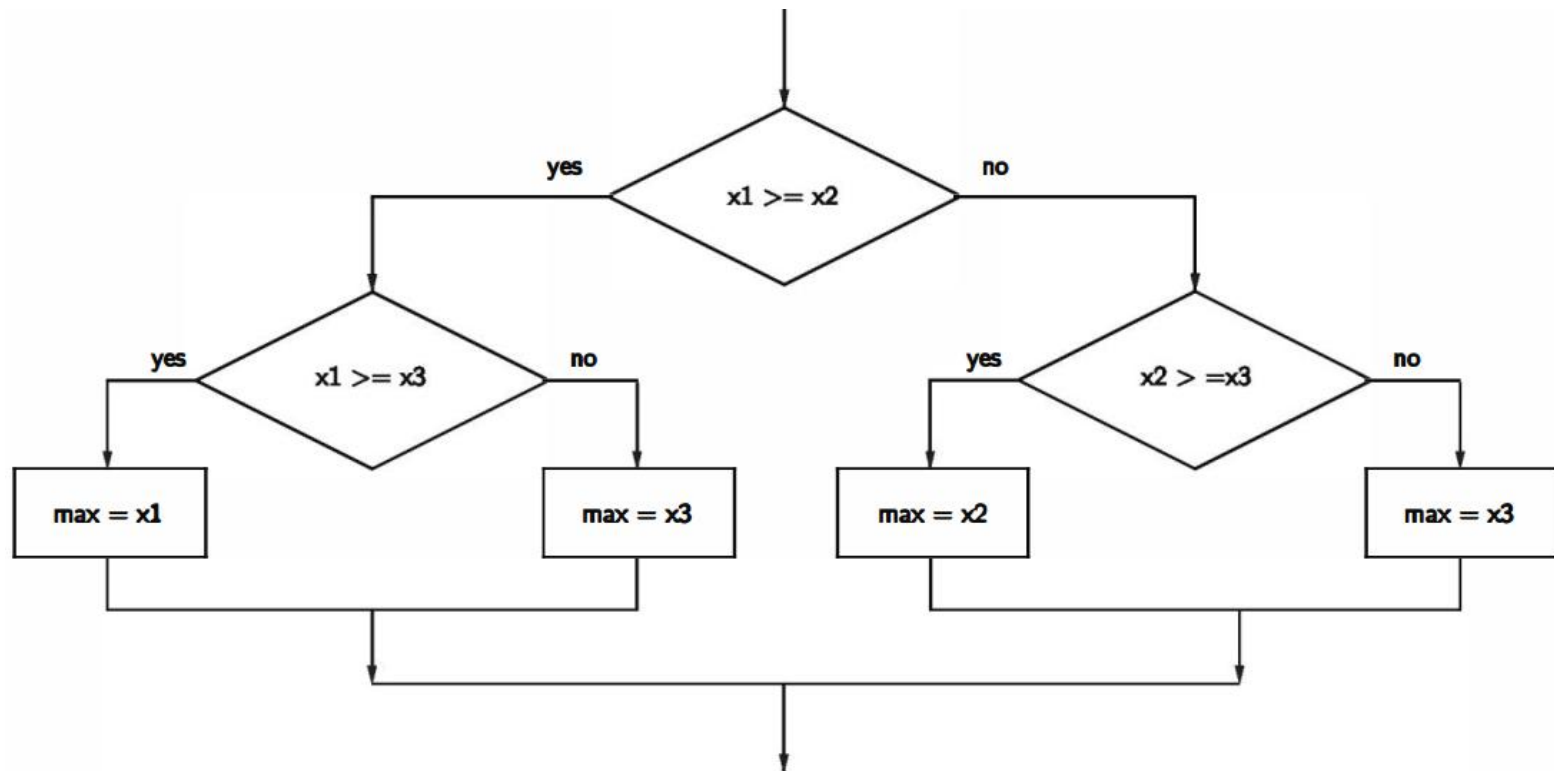 yes
no
x1 >= x2
yes
no
yes
no
x1 >= x3
x2 > =x3
max = x1
max = x3
max = x2
max = x3